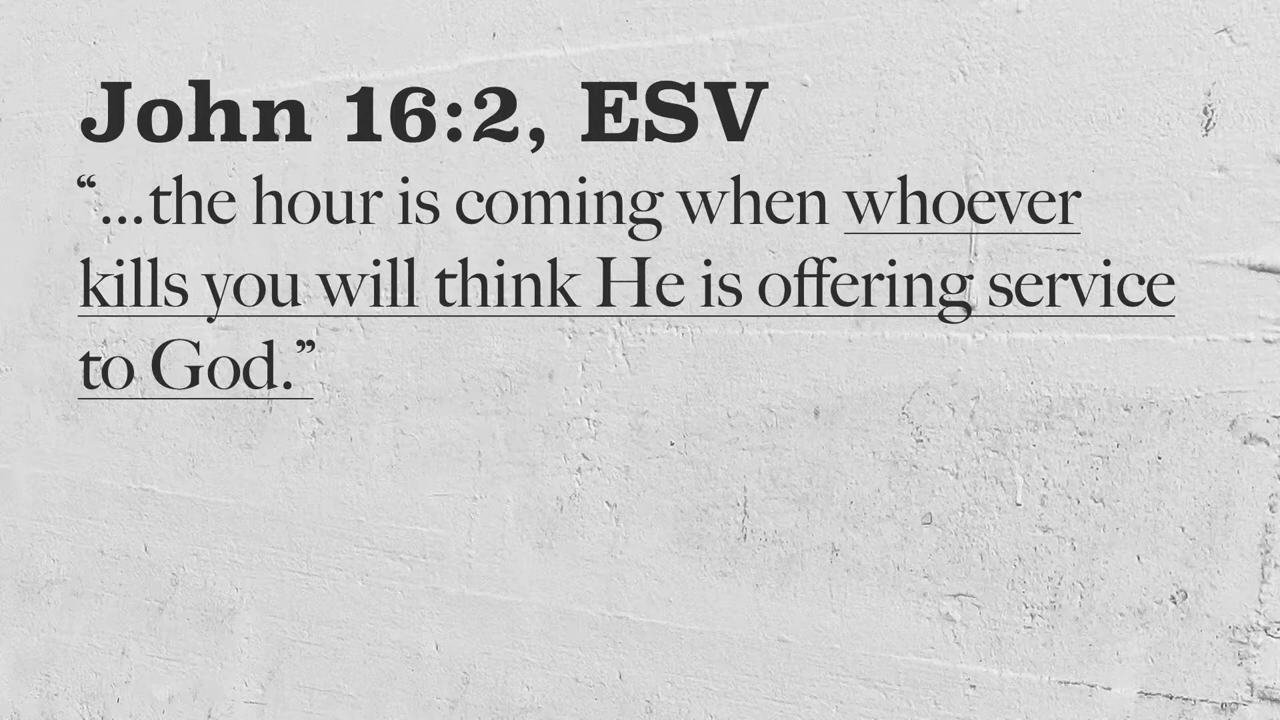 John 16:2, ESV
“...the hour is coming when whoever
kills you will think He is offering service
to God.”